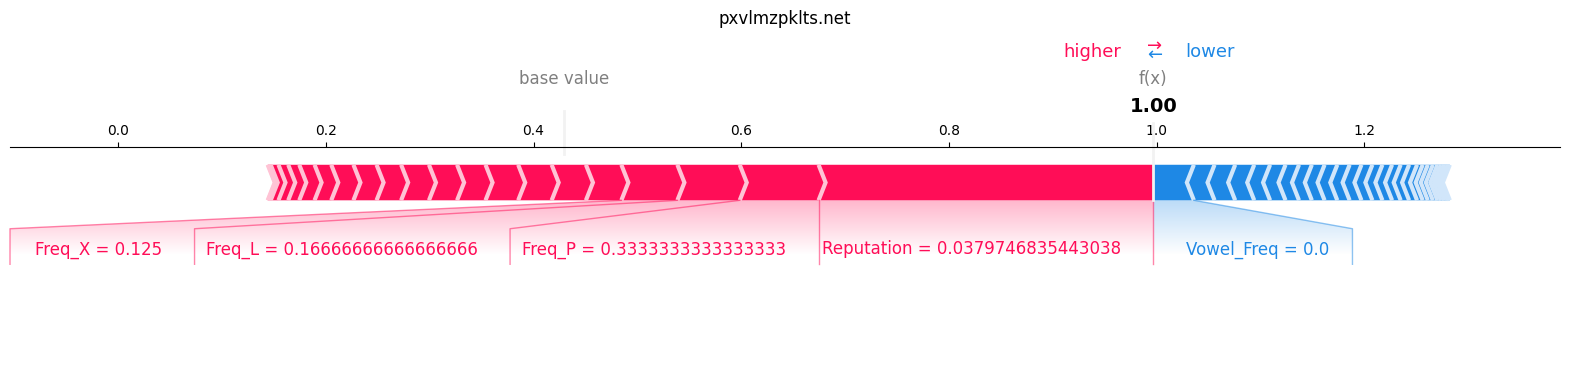 pxvlmzpklts.net
higher → ← lower
base value f(x)
1.00
0.0 0.2 0.4 0.6 0.8 1.0 1.2
Freq_X = 0.125 Freq_L = 0.16666666666666666 Freq_P = 0.3333333333333333 Reputation = 0.0379746835443038 Vowel_Freq = 0.0